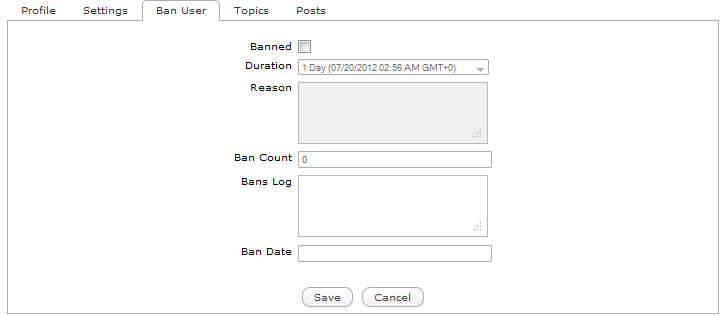 Profile Settings Ban User Topics Posts
Banned
Duration 1 Day (07/20/2012 02:56 AM GMT+0)
Reason
Ban Count 0
Bans Log
Ban Date
Save Cancel